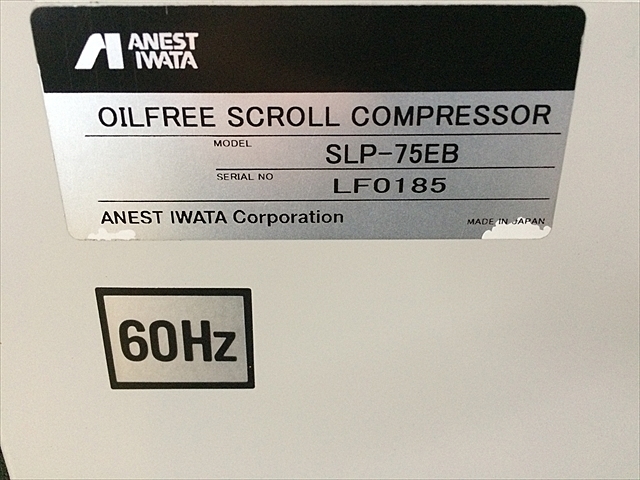 ANEST
IWATA
OILFREE SCROLL COMPRESSOR
MODEL SLP-75EB
SERIAL NO LF0185
ANEST IWATA Corporation MADE IN JAPAN
60Hz